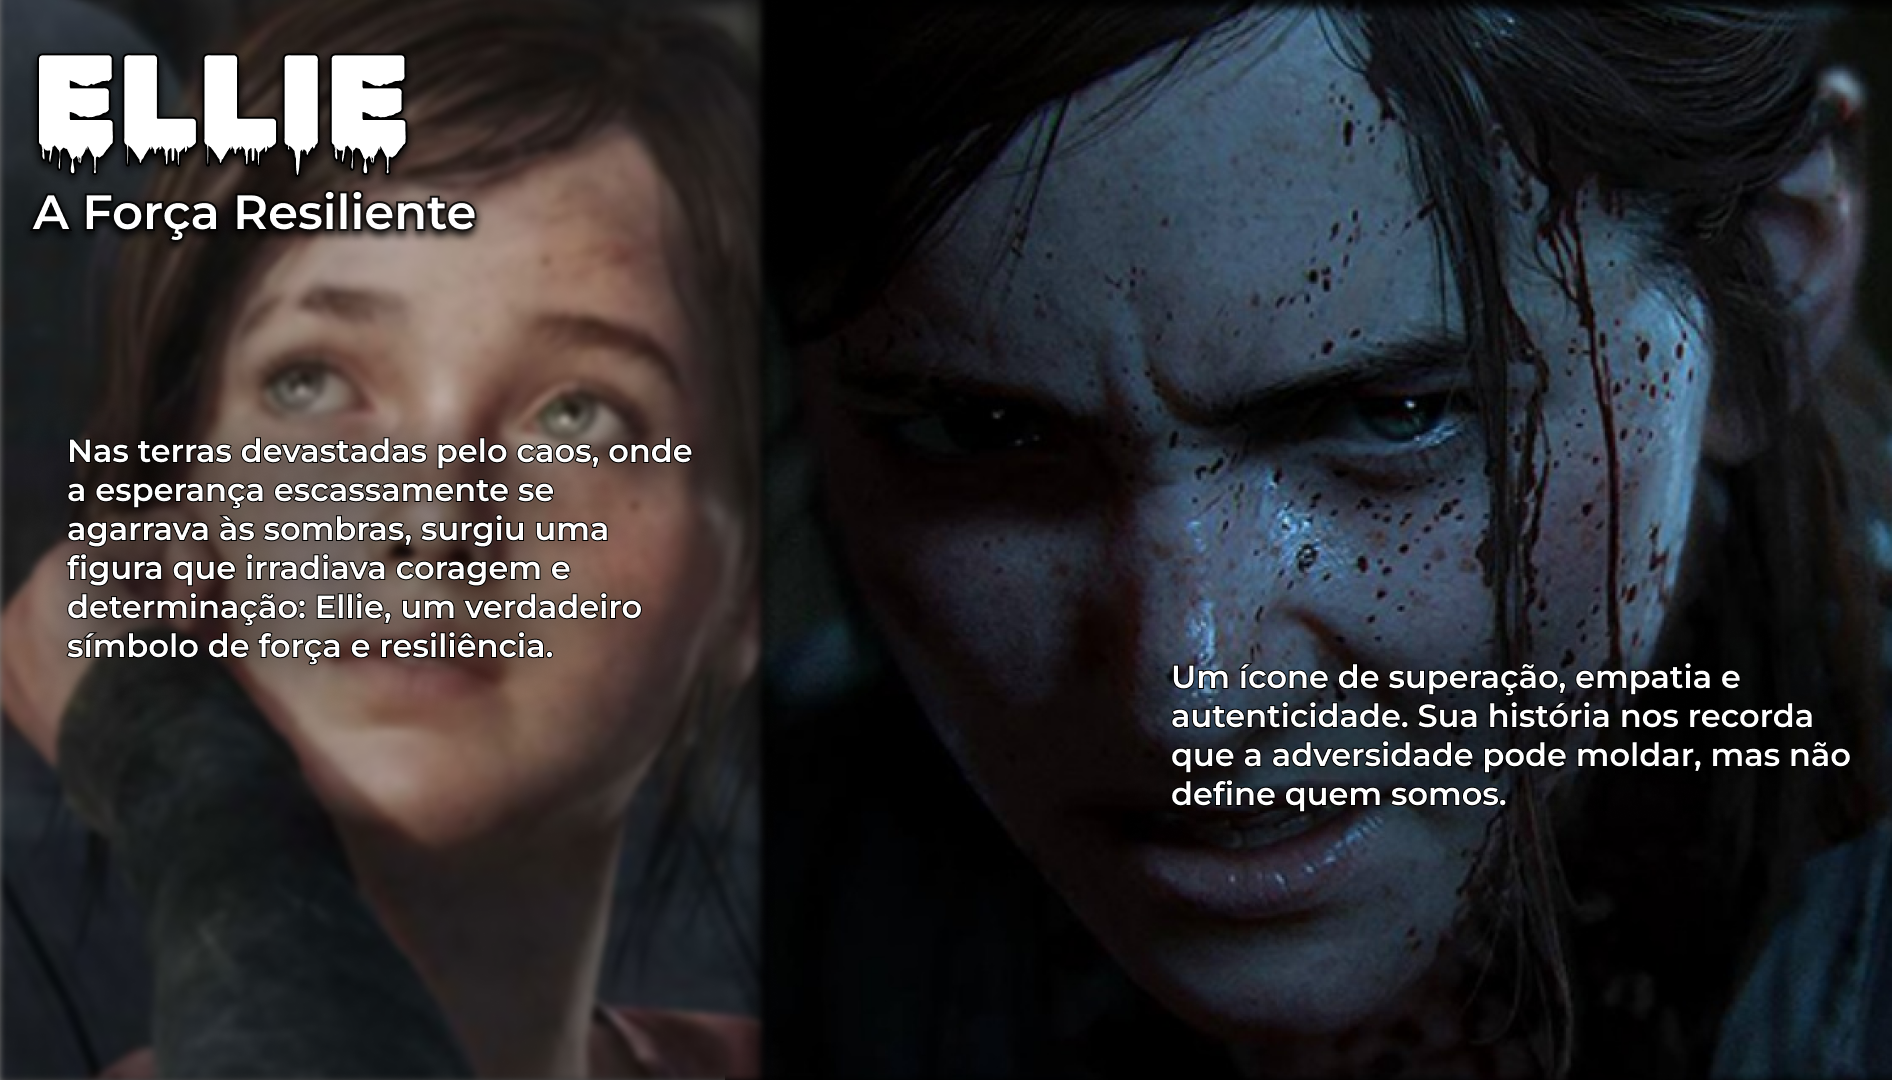 ELLIE
A Força Resiliente
Nas terras devastadas pelo caos, onde
a esperança escassamente se
agarrava às sombras, surgiu uma
figura que irradiava coragem e
determinação: Ellie, um verdadeiro
símbolo de força e resiliência.
Um ícone de superação, empatia e
autenticidade. Sua história nos recorda
que a adversidade pode moldar, mas não
define quem somos.